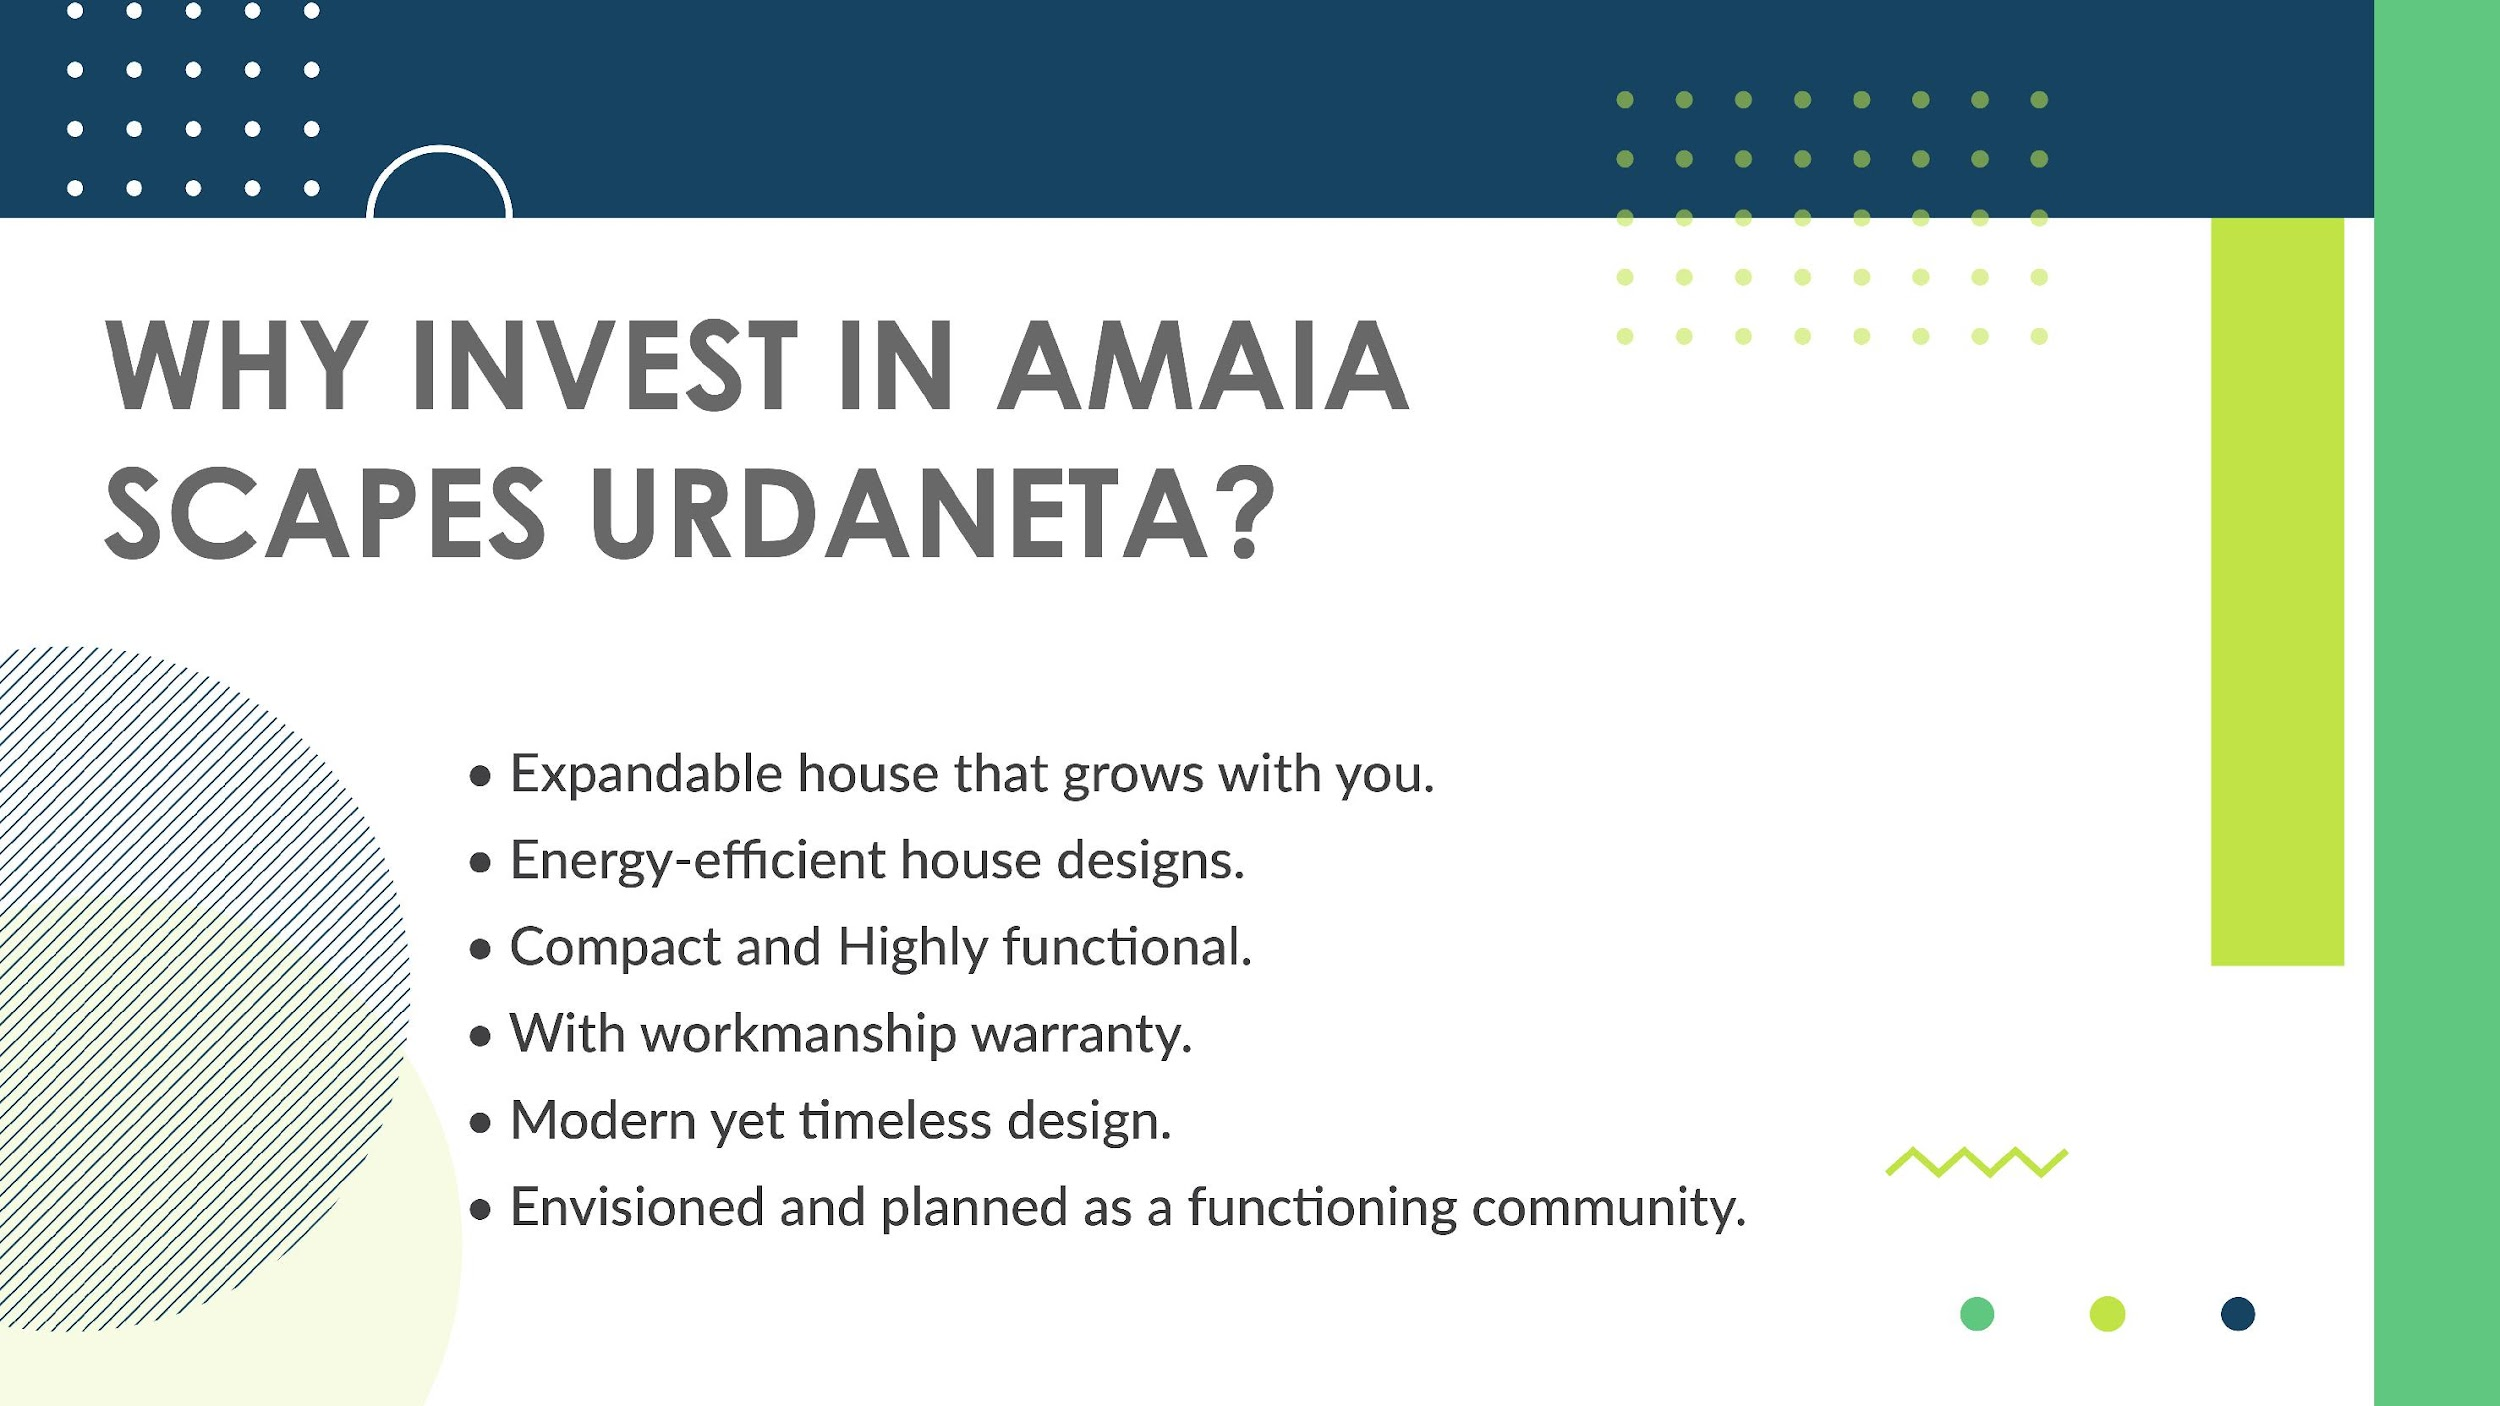 WHY INVEST IN AMAIA
SCAPES URDANETA?
• Expandable house that grows with you.
• Energy-efficient house designs.
• Compact and Highly functional.
• With workmanship warranty.
• Modern yet timeless design.
• Envisioned and planned as a functioning community.